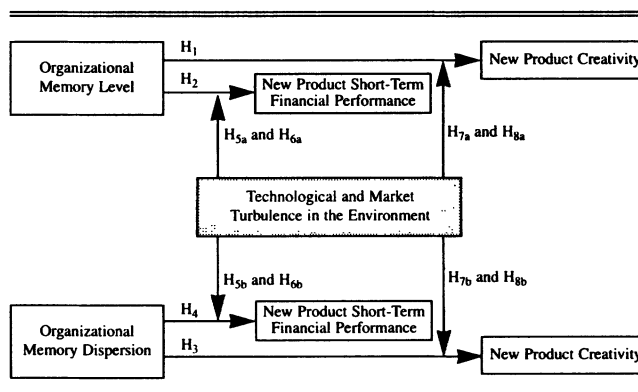 H1
Organizational
Memory Level
New Product Creativity
H2
New Product Short-Term
Financial Performance
H5a and H6a
H7a and H8a
Technological and Market
Turbulence in the Environment
H5b and H6b
H7b and H8b
H4
New Product Short-Term
Financial Performance
Organizational
Memory Dispersion
H3
New Product Creativity